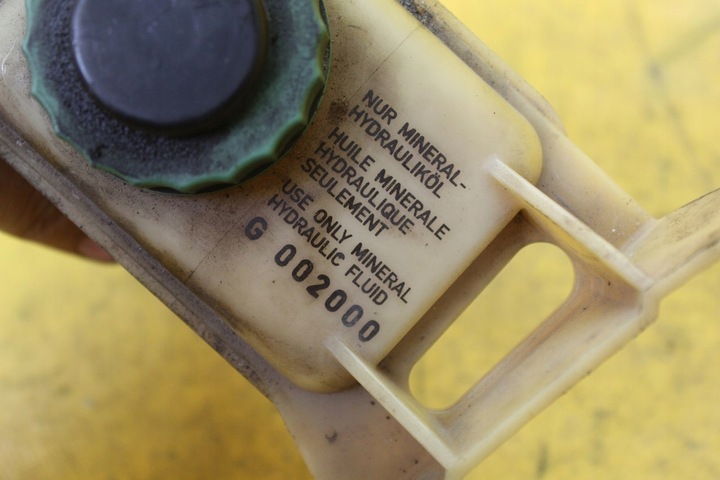 NUR MINERAL-
HYDRAULIKÖL
HUILE MINERALE
HYDRAULIQUE
SEULEMENT
USE ONLY MINERAL
HYDRAULIC FLUID
G 002000